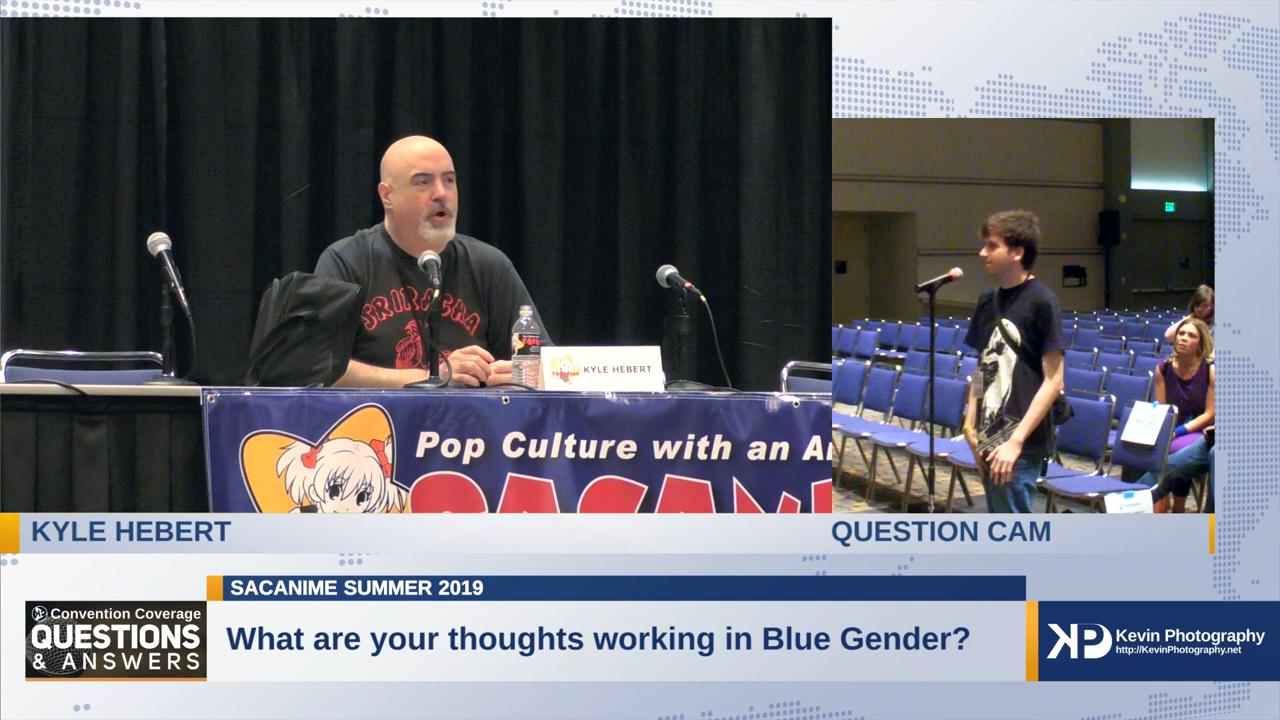 SRIRACHA
KYLE HEBERT
Pop Culture with an
KYLE HEBERT
QUESTION CAM
SACANIME SUMMER 2019
Convention Coverage
QUESTIONS
& ANSWERS
What are your thoughts working in Blue Gender?
KP
Kevin Photography
http://KevinPhotography.net